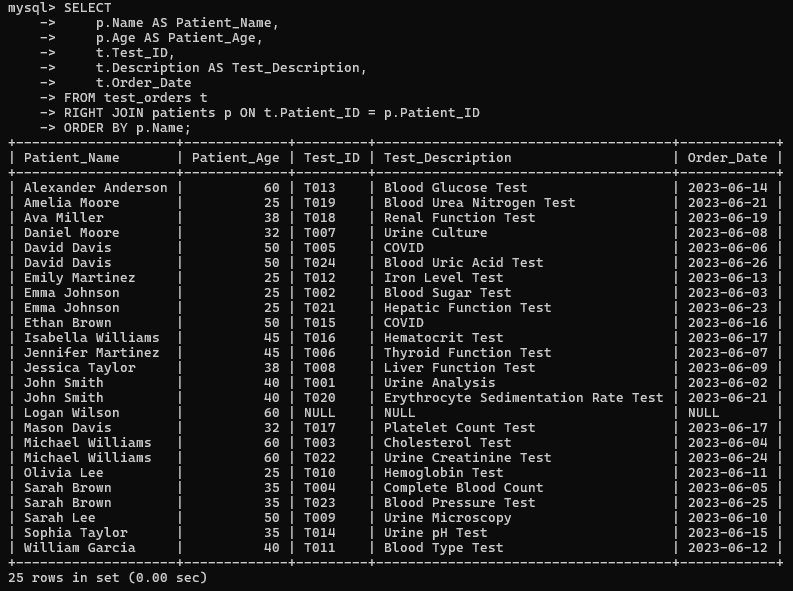 mysql> SELECT
    ->     p.Name AS Patient_Name,
    ->     p.Age AS Patient_Age,
    ->     t.Test_ID,
    ->     t.Description AS Test_Description,
    ->     t.Order_Date
    -> FROM test_orders t
    -> RIGHT JOIN patients p ON t.Patient_ID = p.Patient_ID
    -> ORDER BY p.Name;
+--------------------+-------------+---------+-------------------------------------+------------+
| Patient_Name       | Patient_Age | Test_ID | Test_Description                    | Order_Date |
+--------------------+-------------+---------+-------------------------------------+------------+
| Alexander Anderson |          60 | T013    | Blood Glucose Test                  | 2023-06-14 |
| Amelia Moore       |          25 | T019    | Blood Urea Nitrogen Test            | 2023-06-21 |
| Ava Miller         |          38 | T018    | Renal Function Test                 | 2023-06-19 |
| Daniel Moore       |          32 | T007    | Urine Culture                       | 2023-06-08 |
| David Davis        |          50 | T005    | COVID                               | 2023-06-06 |
| David Davis        |          50 | T024    | Blood Uric Acid Test                | 2023-06-26 |
| Emily Martinez     |          25 | T012    | Iron Level Test                     | 2023-06-13 |
| Emma Johnson       |          25 | T002    | Blood Sugar Test                    | 2023-06-03 |
| Emma Johnson       |          25 | T021    | Hepatic Function Test               | 2023-06-23 |
| Ethan Brown        |          50 | T015    | COVID                               | 2023-06-16 |
| Isabella Williams  |          45 | T016    | Hematocrit Test                     | 2023-06-17 |
| Jennifer Martinez  |          45 | T006    | Thyroid Function Test               | 2023-06-07 |
| Jessica Taylor     |          38 | T008    | Liver Function Test                 | 2023-06-09 |
| John Smith         |          40 | T001    | Urine Analysis                      | 2023-06-02 |
| John Smith         |          40 | T020    | Erythrocyte Sedimentation Rate Test | 2023-06-21 |
| Logan Wilson       |          60 | NULL    | NULL                                | NULL       |
| Mason Davis        |          32 | T017    | Platelet Count Test                 | 2023-06-17 |
| Michael Williams   |          60 | T003    | Cholesterol Test                    | 2023-06-04 |
| Michael Williams   |          60 | T022    | Urine Creatinine Test               | 2023-06-24 |
| Olivia Lee         |          25 | T010    | Hemoglobin Test                     | 2023-06-11 |
| Sarah Brown        |          35 | T004    | Complete Blood Count                | 2023-06-05 |
| Sarah Brown        |          35 | T023    | Blood Pressure Test                 | 2023-06-25 |
| Sarah Lee          |          50 | T009    | Urine Microscopy                    | 2023-06-10 |
| Sophia Taylor      |          35 | T014    | Urine pH Test                       | 2023-06-15 |
| William Garcia     |          40 | T011    | Blood Type Test                     | 2023-06-12 |
+--------------------+-------------+---------+-------------------------------------+------------+
25 rows in set (0.00 sec)